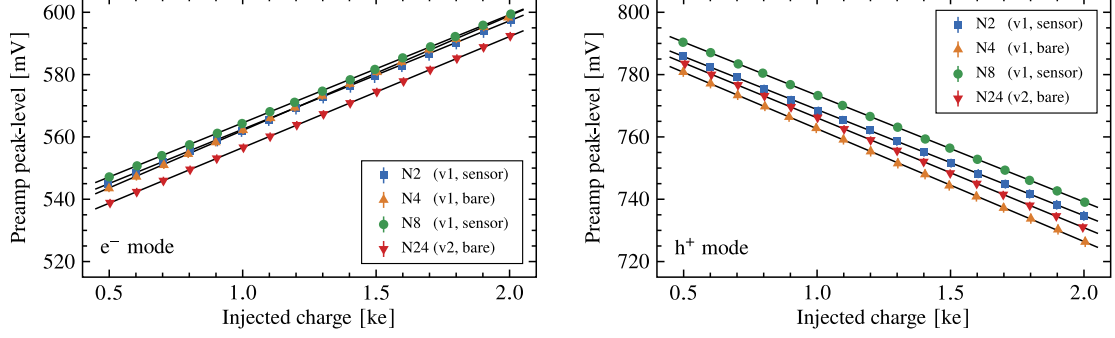 Preamp peak-level [mV]
600
580
560
540
520
N2 (v1, sensor)
N4 (v1, bare)
N8 (v1, sensor)
N24 (v2, bare)
e⁻ mode
0.5 1.0 1.5 2.0
Injected charge [ke]
Preamp peak-level [mV]
800
780
760
740
720
N2 (v1, sensor)
N4 (v1, bare)
N8 (v1, sensor)
N24 (v2, bare)
h⁺ mode
0.5 1.0 1.5 2.0
Injected charge [ke]